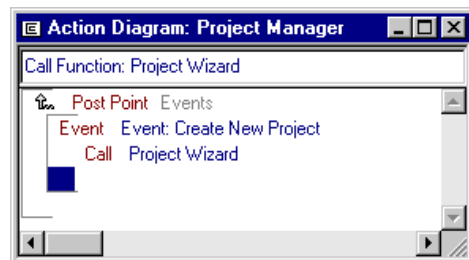 Action Diagram: Project Manager
Call Function: Project Wizard
Post Point Events
Event Event: Create New Project
Call Project Wizard